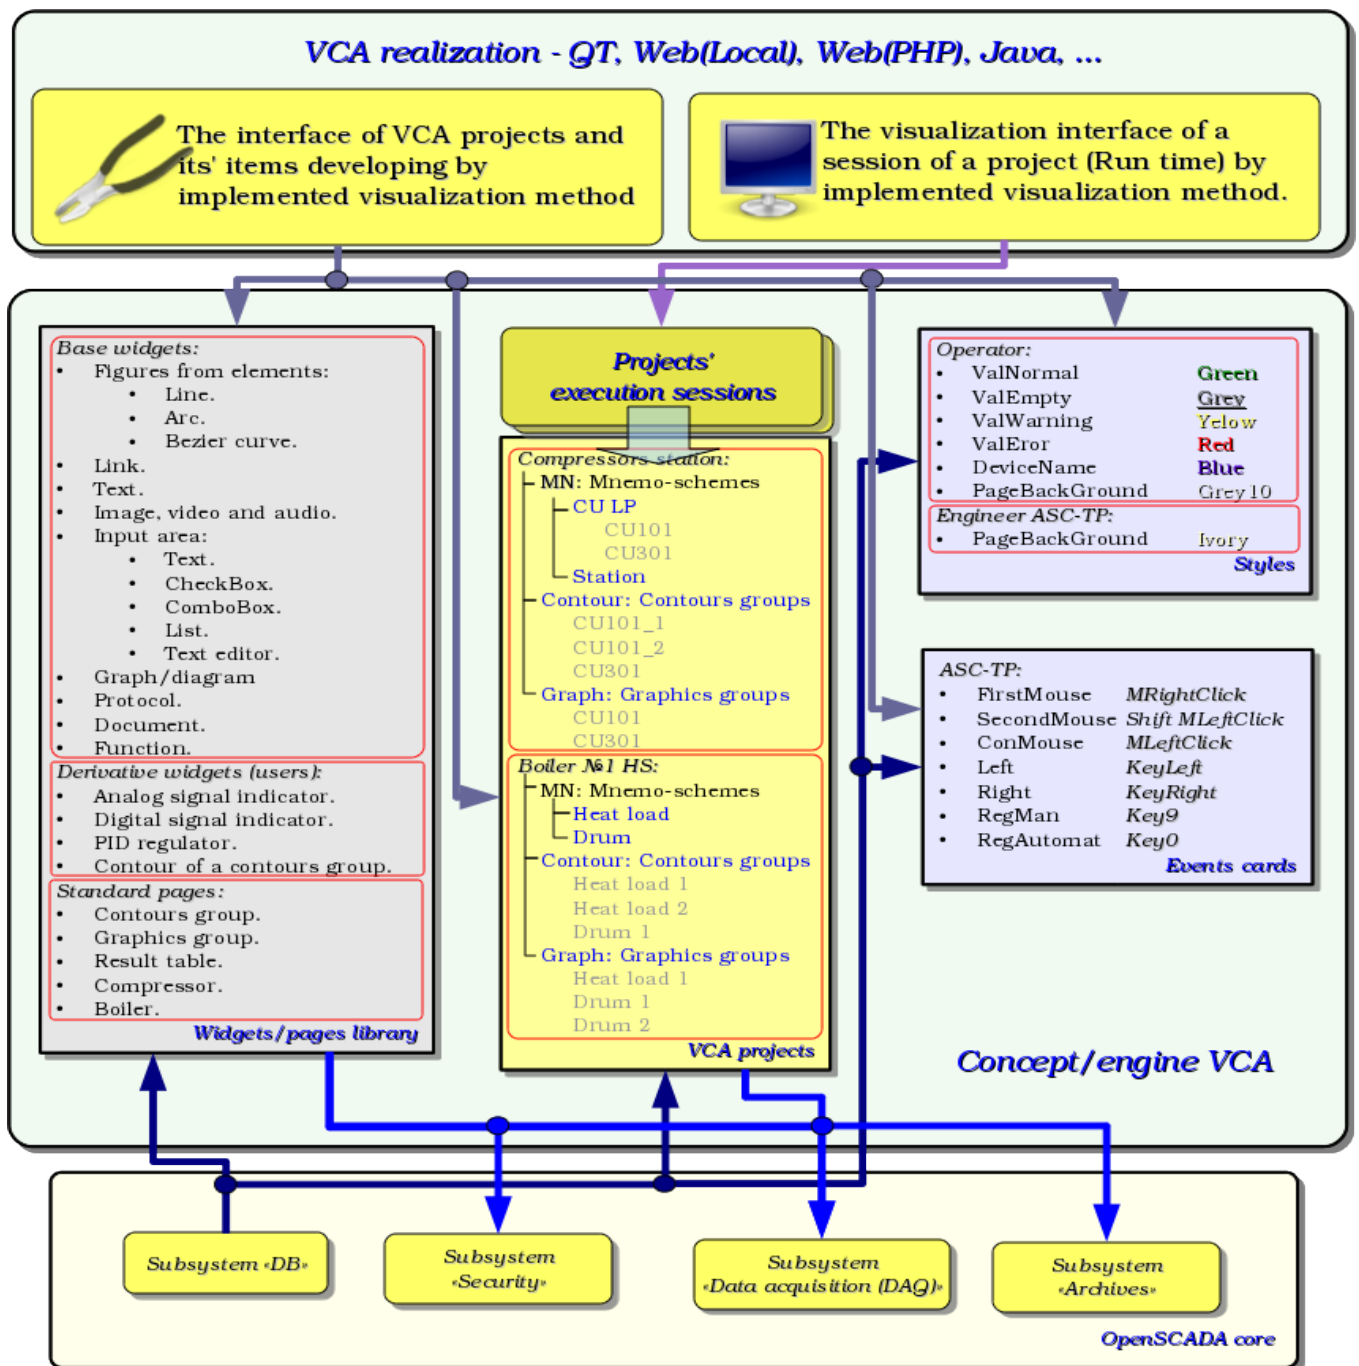 VCA realization - QT, Web(Local), Web(PHP), Java, ...
The interface of VCA projects and
its' items developing by
implemented visualization method
The visualization interface of a
session of a project (Run time) by
implemented visualization method.
Base widgets:
• Figures from elements:
• Line.
• Arc.
• Bezier curve.
• Link.
• Text.
• Image, video and audio.
• Input area:
• Text.
• CheckBox.
• ComboBox.
• List.
• Text editor.
• Graph/diagram
• Protocol.
• Document.
• Function.
Derivative widgets (users):
• Analog signal indicator.
• Digital signal indicator.
• PID regulator.
• Contour of a contours group.
Standard pages:
• Contours group.
• Graphics group.
• Result table.
• Compressor.
• Boiler.
Widgets/pages library
Projects'
execution sessions
Compressors station:
MN: Mnemo-schemes
CU LP
CU101
CU301
Station
Contour: Contours groups
CU101_1
CU101_2
CU301
Graph: Graphics groups
CU101
CU301
Boiler №1 HS:
MN: Mnemo-schemes
Heat load
Drum
Contour: Contours groups
Heat load 1
Heat load 2
Drum 1
Graph: Graphics groups
Heat load 1
Drum 1
Drum 2
VCA projects
Operator:
• ValNormal Green
• ValEmpty Grey
• ValWarning Yelow
• ValEror Red
• DeviceName Blue
• PageBackGround Grey10
Engineer ASC-TP:
• PageBackGround Ivory
Styles
ASC-TP:
• FirstMouse MRightClick
• SecondMouse Shift MLeftClick
• ConMouse MLeftClick
• Left KeyLeft
• Right KeyRight
• RegMan Key9
• RegAutomat Key0
Events cards
Concept/engine VCA
Subsystem «DB»
Subsystem
«Security»
Subsystem
«Data acquisition (DAQ)»
Subsystem
«Archives»
OpenSCADA core